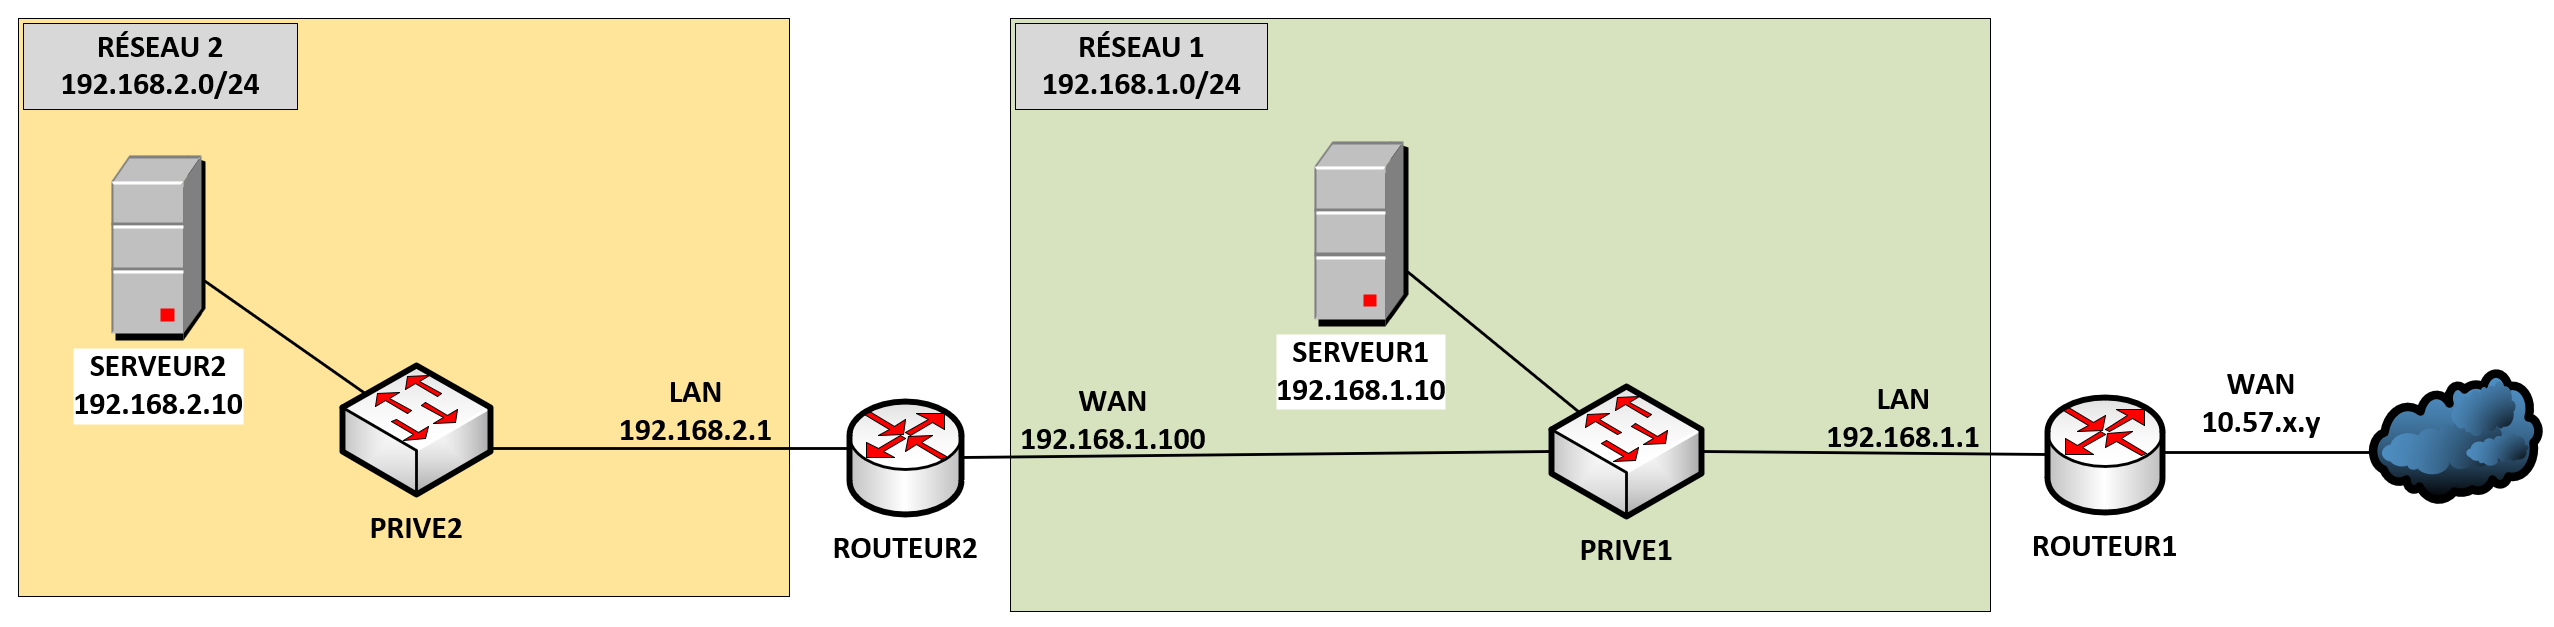 RÉSEAU 2
192.168.2.0/24
SERVEUR2
192.168.2.10
PRIVE2
LAN
192.168.2.1
ROUTEUR2
RÉSEAU 1
192.168.1.0/24
WAN
192.168.1.100
SERVEUR1
192.168.1.10
PRIVE1
LAN
192.168.1.1
ROUTEUR1
WAN
10.57.x.y